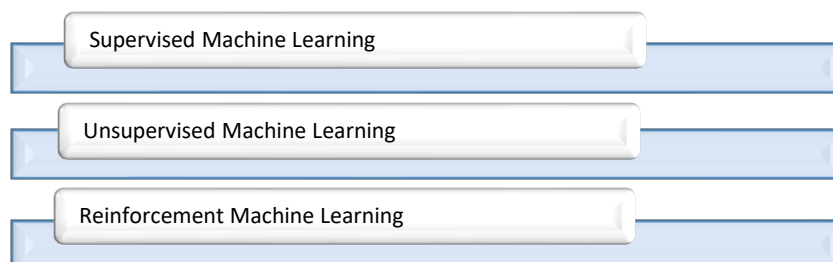 Supervised Machine Learning
Unsupervised Machine Learning
Reinforcement Machine Learning